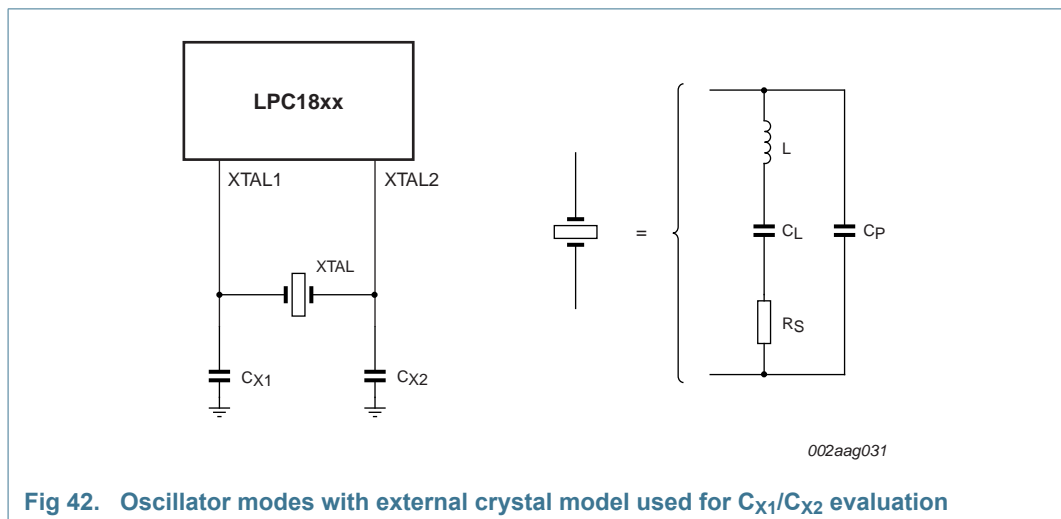 LPC18xx
XTAL1
XTAL2
XTAL
CX1
CX2
=
L
CL
CP
RS
002aag031
Fig 42. Oscillator modes with external crystal model used for CX1/CX2 evaluation